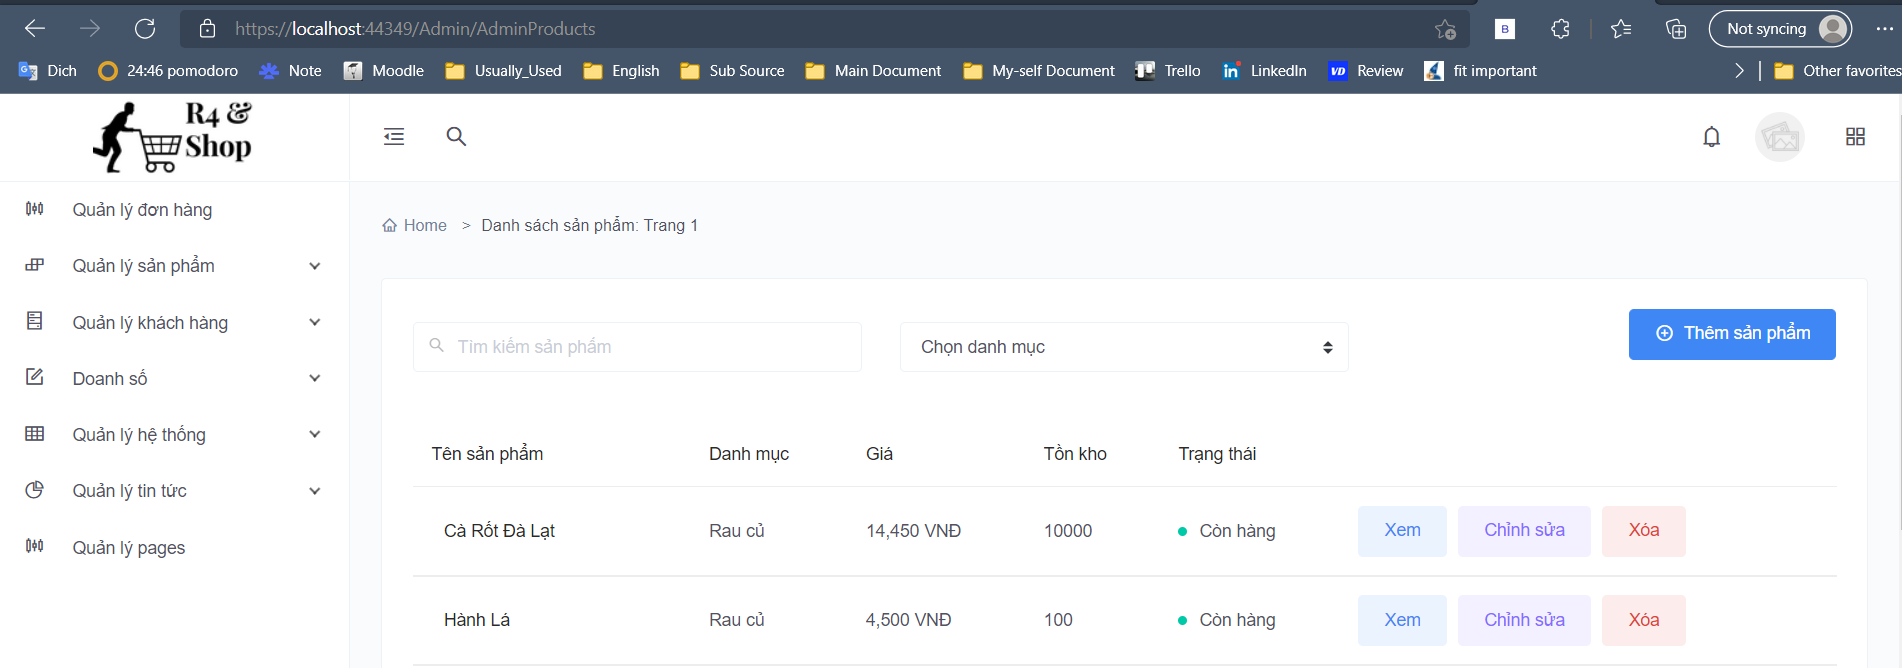 https://localhost:44349/Admin/AdminProducts
B
Not syncing
Dich
24:46 pomodoro
Note
Moodle
Usually_Used
English
Sub Source
Main Document
My-self Document
Trello
in
LinkedIn
VD
Review
fit important
Other favorites
R4 &
Shop
Quản lý đơn hàng
Quản lý sản phẩm
Quản lý khách hàng
Doanh số
Quản lý hệ thống
Quản lý tin tức
Quản lý pages
Home > Danh sách sản phẩm: Trang 1
Tìm kiếm sản phẩm
Chọn danh mục
Thêm sản phẩm
Tên sản phẩm Danh mục Giá Tồn kho Trạng thái
Cà Rốt Đà Lạt Rau củ 14,450 VNĐ 10000 Còn hàng Xem Chỉnh sửa Xóa
Hành Lá Rau củ 4,500 VNĐ 100 Còn hàng Xem Chỉnh sửa Xóa